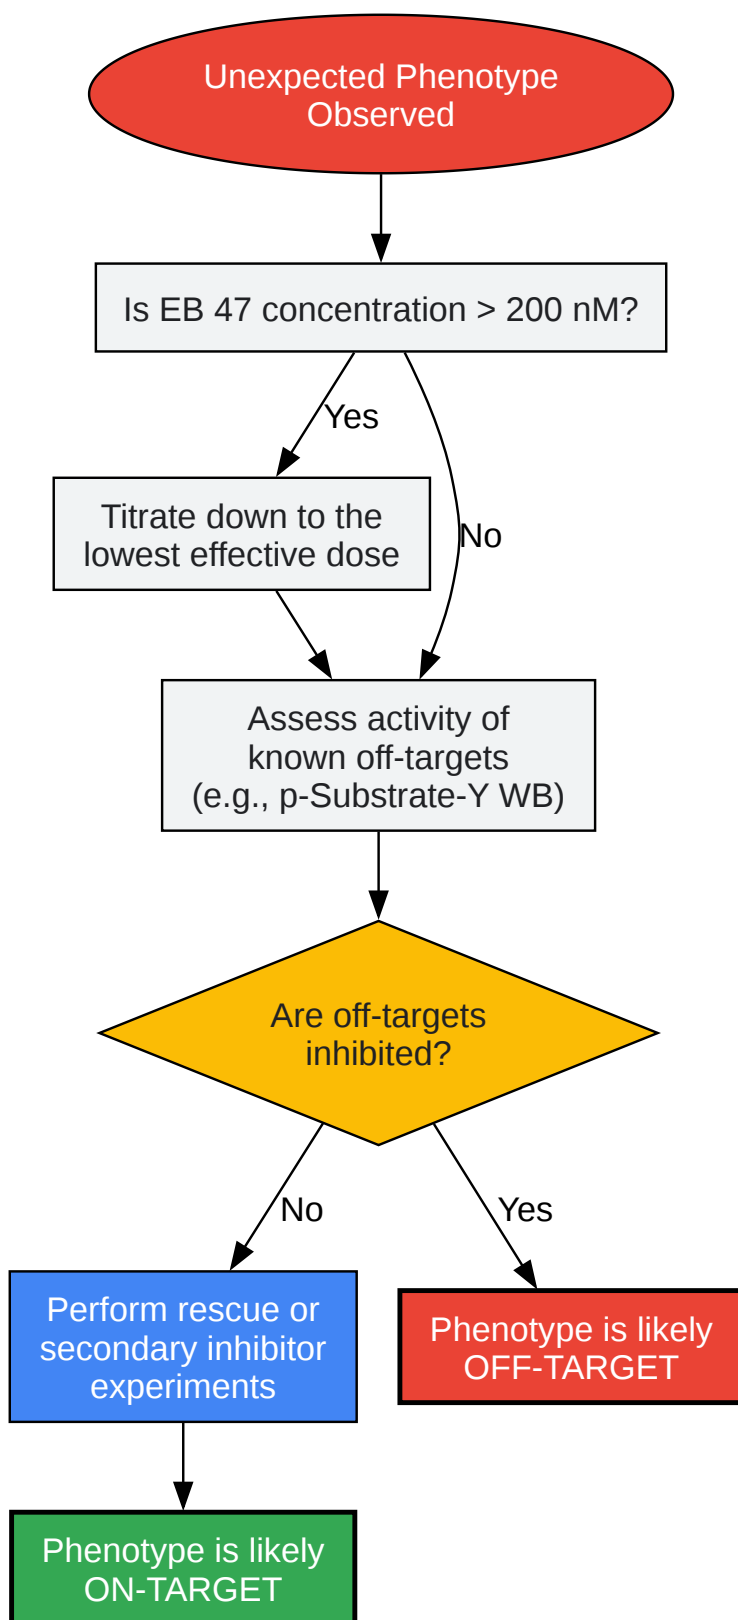 Unexpected Phenotype
Observed
Is EB 47 concentration > 200 nM?
Yes
Titrate down to the
lowest effective dose
No
Assess activity of
known off-targets
(e.g., p-Substrate-Y WB)
Are off-targets
inhibited?
No
Yes
Perform rescue or
secondary inhibitor
experiments
Phenotype is likely
OFF-TARGET
Phenotype is likely
ON-TARGET